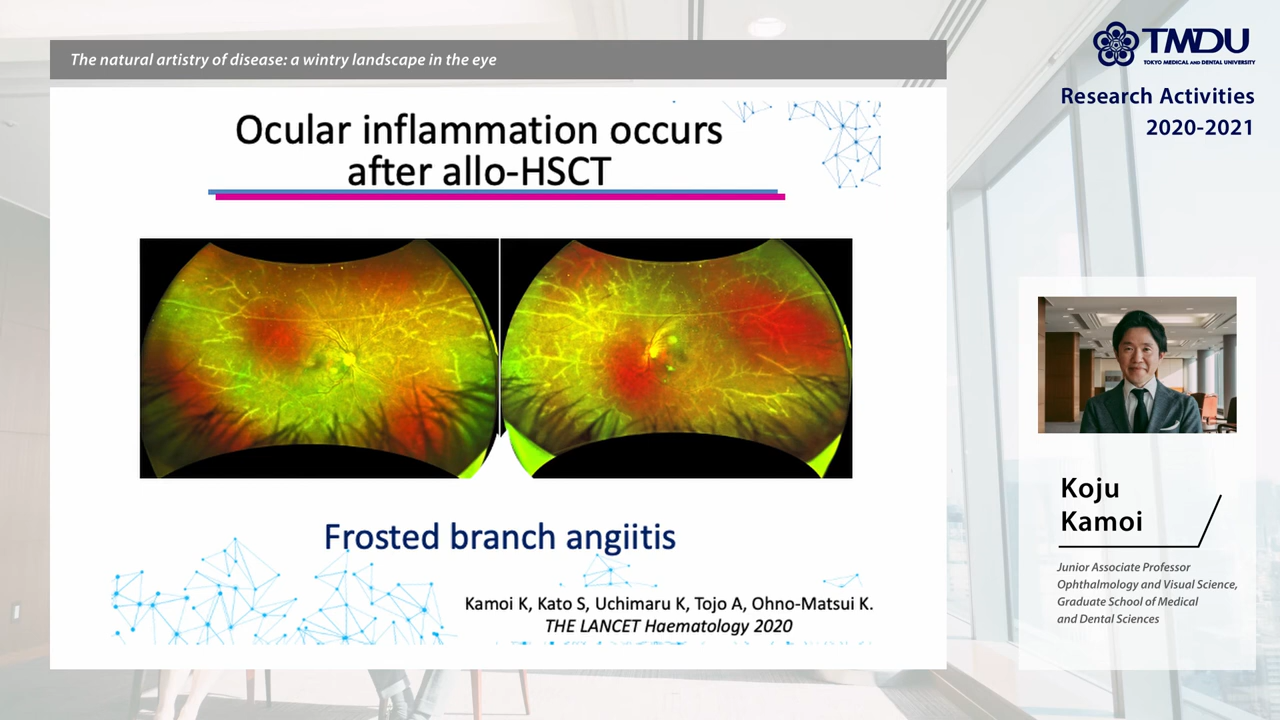 The natural artistry of disease: a wintry landscape in the eye
TMDU
TOKYO MEDICAL AND DENTAL UNIVERSITY
Research Activities
2020-2021
Ocular inflammation occurs
after allo-HSCT
Frosted branch angiitis
Kamoi K, Kato S, Uchimaru K, Tojo A, Ohno-Matsui K.
THE LANCET Haematology 2020
Koju
Kamoi
Junior Associate Professor
Ophthalmology and Visual Science,
Graduate School of Medical
and Dental Sciences